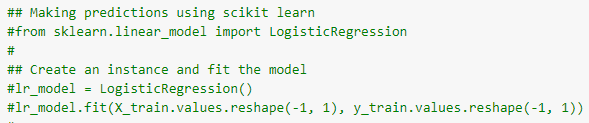 ## Making predictions using scikit learn
#from sklearn.linear_model import LogisticRegression
#
## Create an instance and fit the model
#lr_model = LogisticRegression()
#lr_model.fit(X_train.values.reshape(-1, 1), y_train.values.reshape(-1, 1))